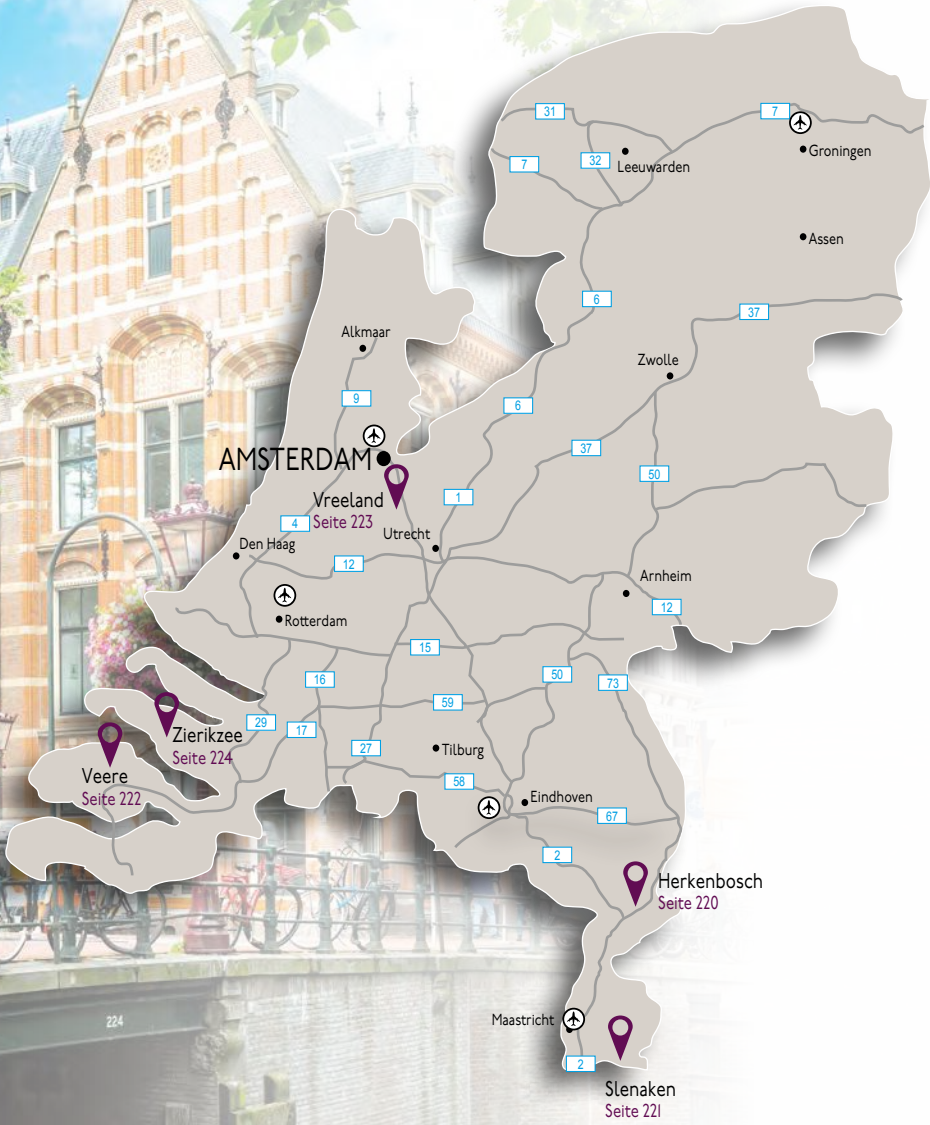 31
7
Groningen
7
32
Leeuwarden
Assen
6
37
Alkmaar
Zwolle
9
6
AMSTERDAM
37
50
Vreeland
Seite 223
1
4
Utrecht
Den Haag
12
Arnheim
12
Rotterdam
15
16
50
73
59
29
17
Zierikzee
Seite 224
27
Tilburg
Veere
Seite 222
58
Eindhoven
67
2
Herkenbosch
Seite 220
224
Maastricht
2
Slenaken
Seite 221